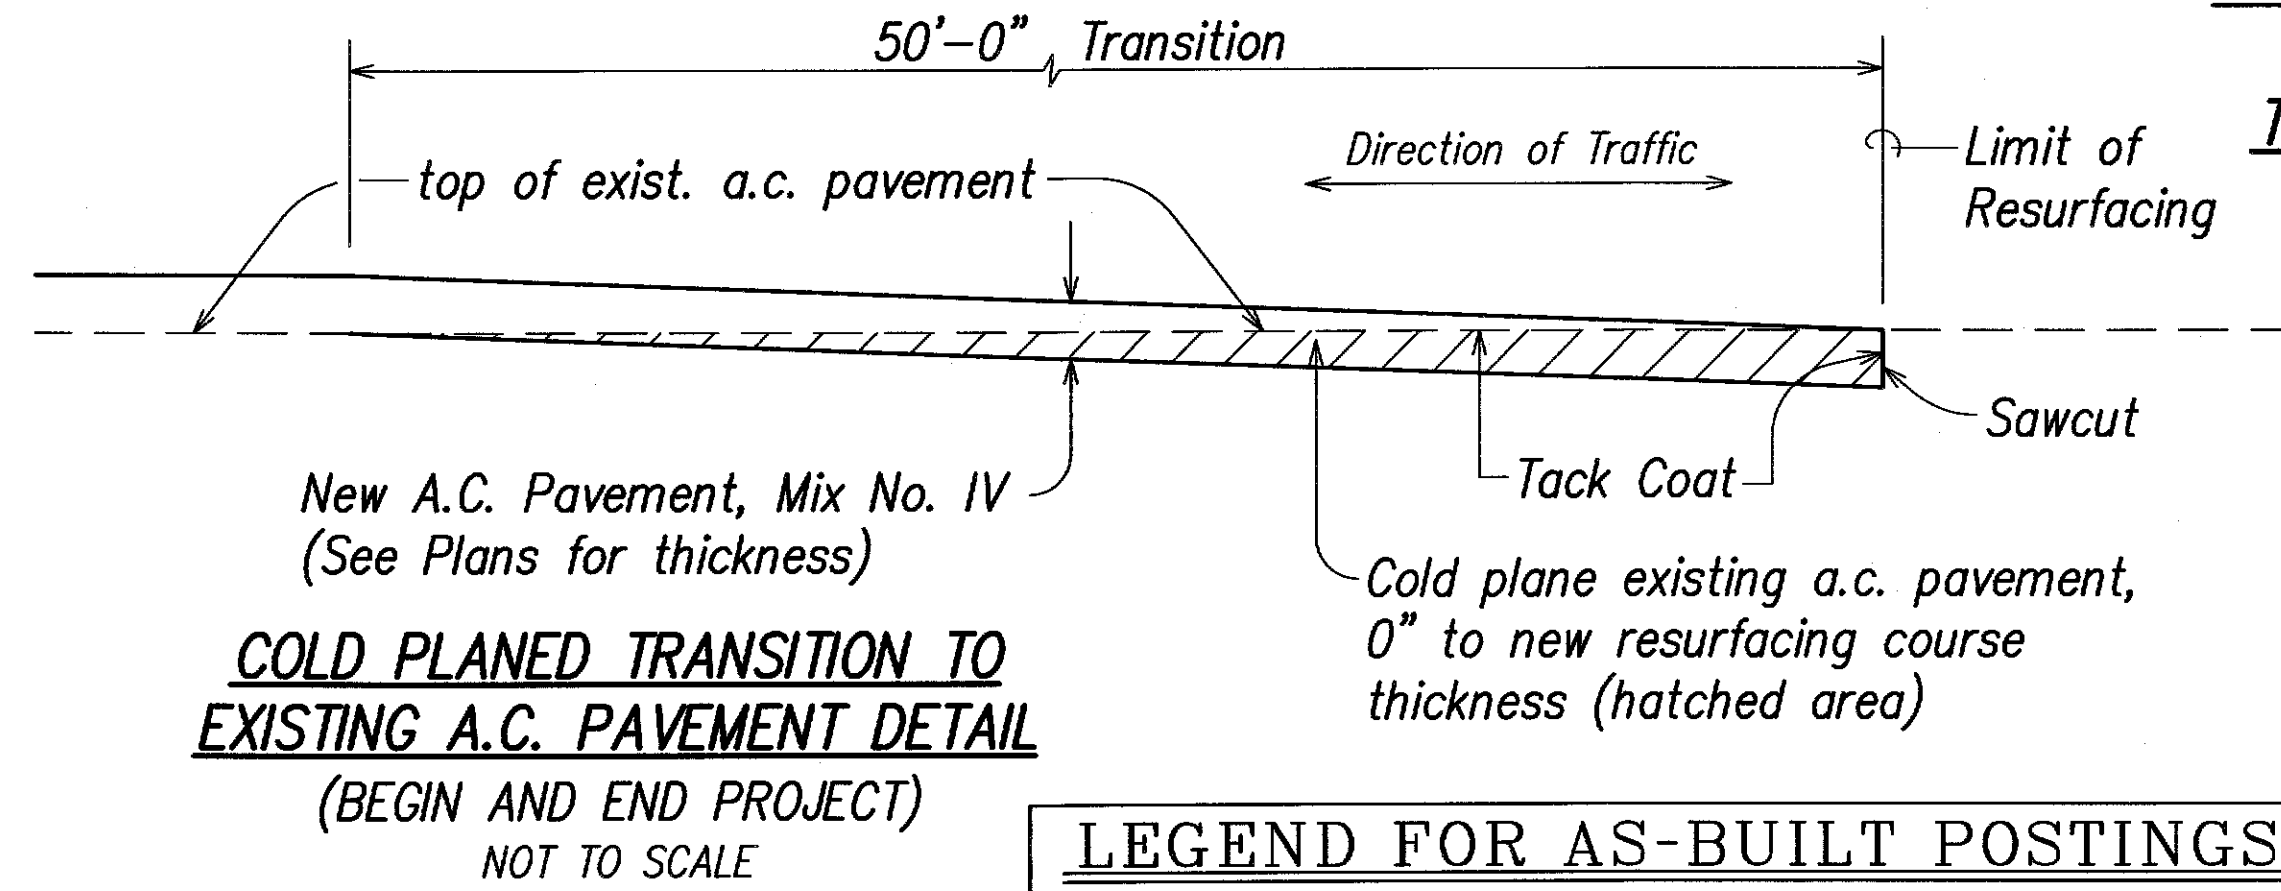 50'-0" Transition
Direction of Traffic
top of exist. a.c. pavement
Limit of
Resurfacing
Sawcut
Tack Coat
New A.C. Pavement, Mix No. IV
(See Plans for thickness)
Cold plane existing a.c. pavement,
0" to new resurfacing course
thickness (hatched area)
COLD PLANED TRANSITION TO
EXISTING A.C. PAVEMENT DETAIL
(BEGIN AND END PROJECT)
NOT TO SCALE
LEGEND FOR AS-BUILT POSTINGS